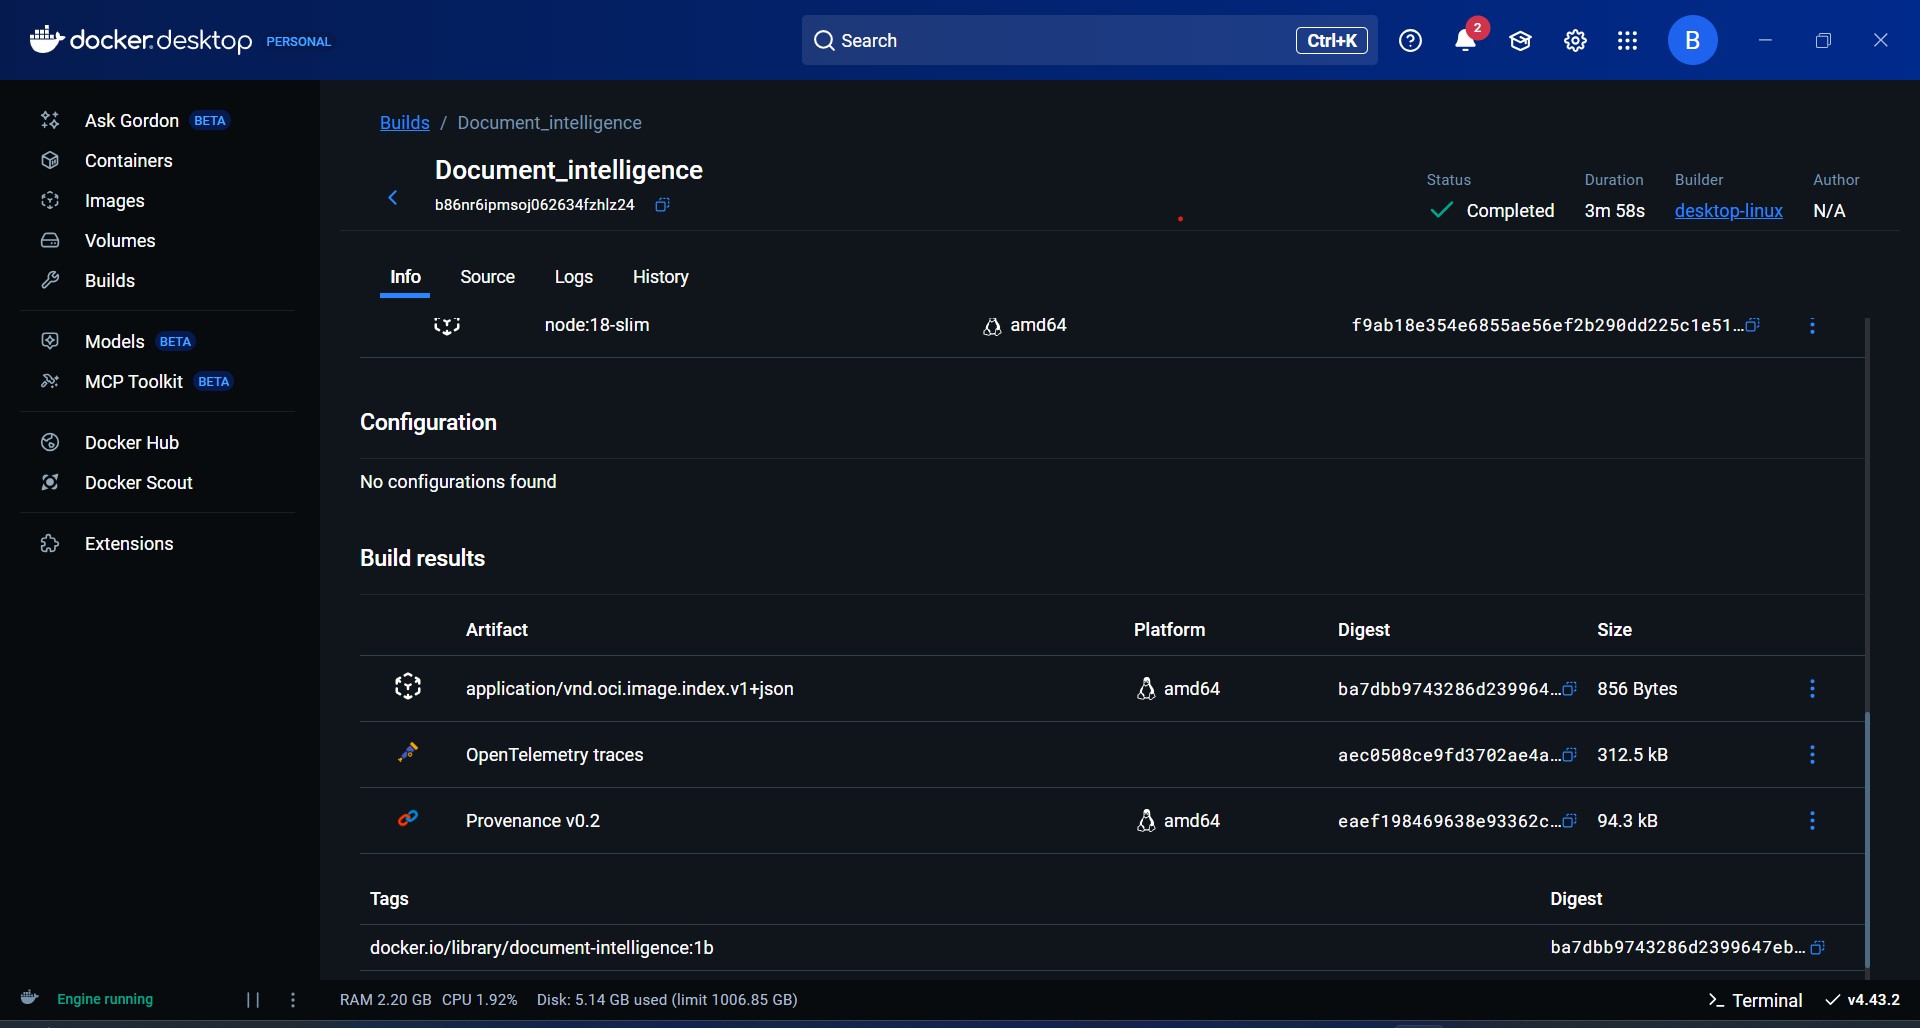 docker.desktop PERSONAL
Search
Ctrl+K
2
B
Ask Gordon BETA
Containers
Images
Volumes
Builds
Models BETA
MCP Toolkit BETA
Docker Hub
Docker Scout
Extensions
Builds / Document_intelligence
Document_intelligence
b86nr6ipmsoj062634fzhlz24
Status Duration Builder Author
Completed 3m 58s desktop-linux N/A
Info Source Logs History
node:18-slim amd64 f9ab18e354e6855ae56ef2b290dd225c1e51...
Configuration
No configurations found
Build results
Artifact Platform Digest Size
application/vnd.oci.image.index.v1+json amd64 ba7dbb9743286d239964... 856 Bytes
OpenTelemetry traces aec0508ce9fd3702ae4a... 312.5 kB
Provenance v0.2 amd64 eaef198469638e93362c... 94.3 kB
Tags Digest
docker.io/library/document-intelligence:1b ba7dbb9743286d2399647eb...
Engine running RAM 2.20 GB CPU 1.92% Disk: 5.14 GB used (limit 1006.85 GB) >_ Terminal v4.43.2